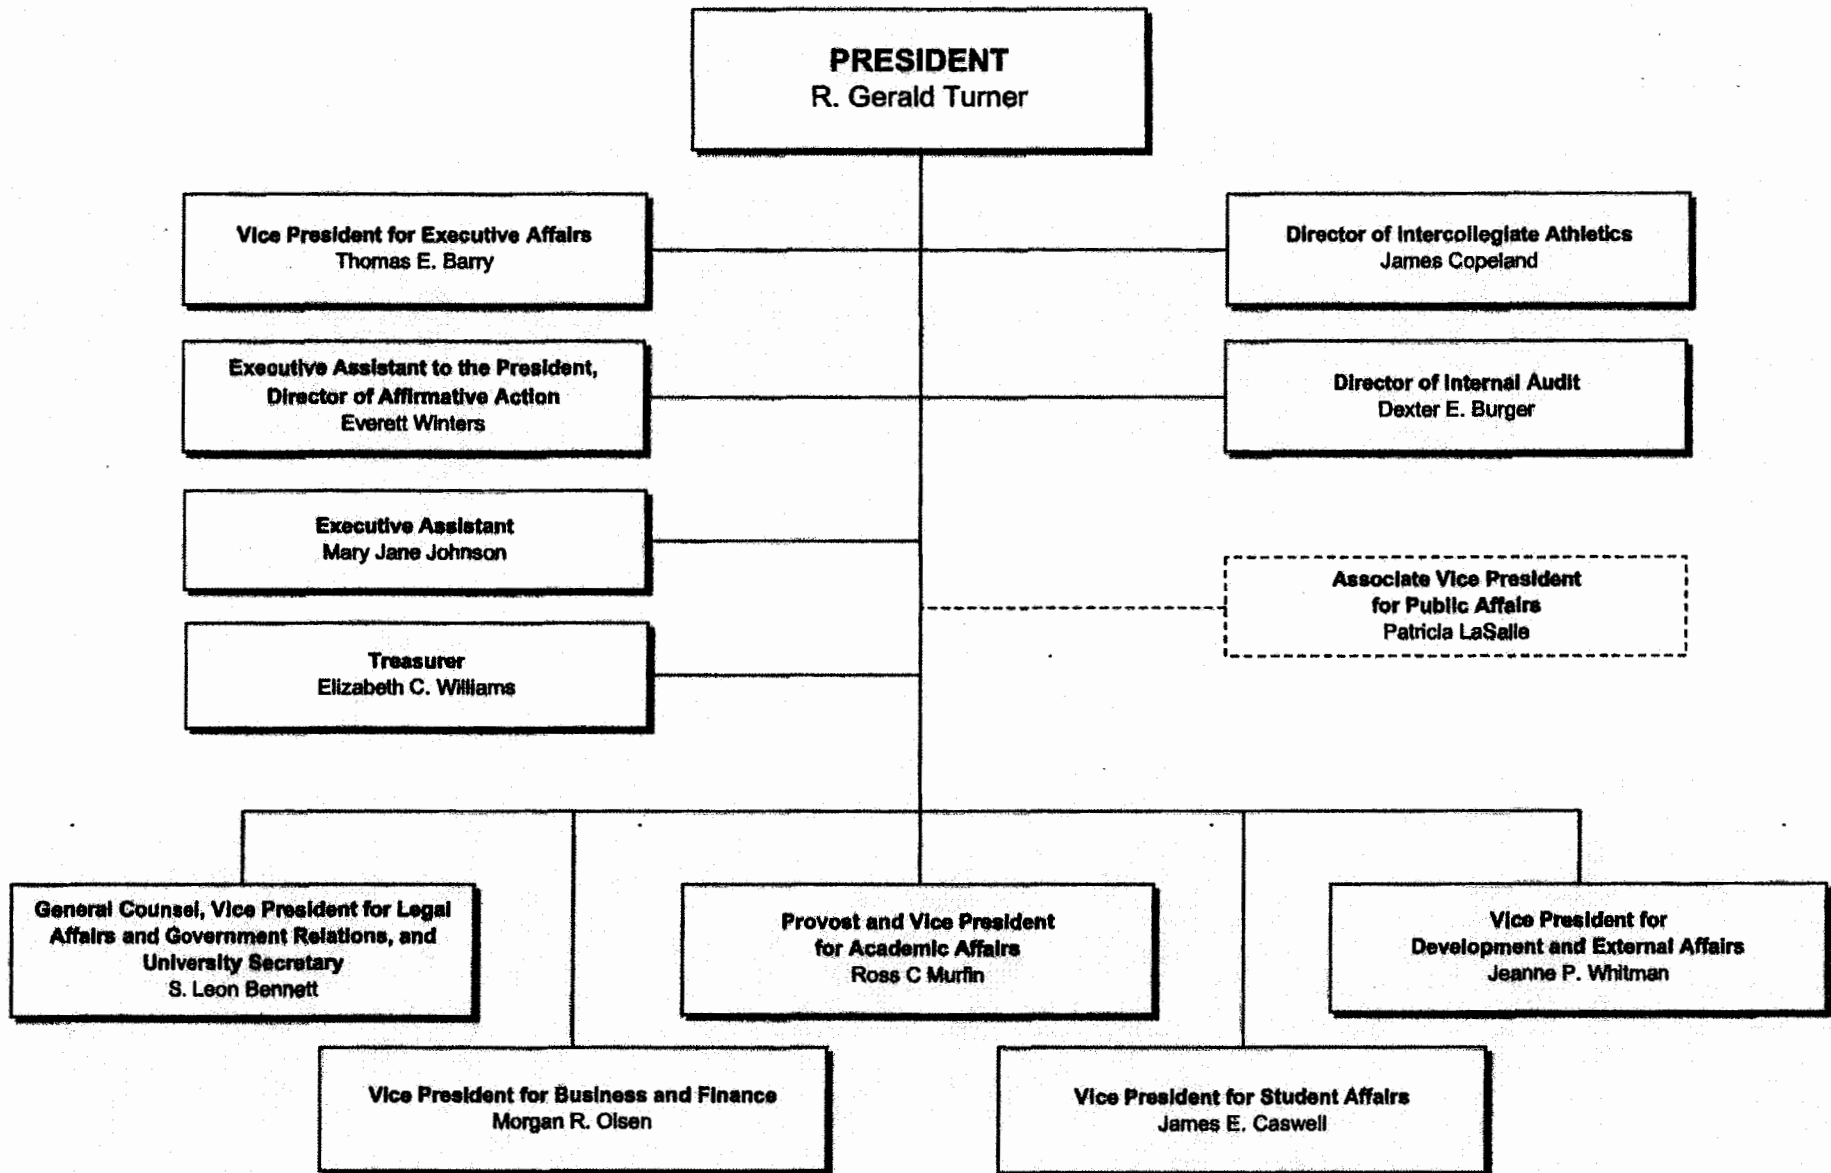 PRESIDENT
R. Gerald Turner
Vice President for Executive Affairs
Thomas E. Barry
Director of Intercollegiate Athletics
James Copeland
Executive Assistant to the President,
Director of Affirmative Action
Everett Winters
Director of Internal Audit
Dexter E. Burger
Executive Assistant
Mary Jane Johnson
Associate Vice President
for Public Affairs
Patricia LaSalle
Treasurer
Elizabeth C. Williams
General Counsel, Vice President for Legal
Affairs and Government Relations, and
University Secretary
S. Leon Bennett
Provost and Vice President
for Academic Affairs
Ross C Murfin
Vice President for
Development and External Affairs
Jeanne P. Whitman
Vice President for Business and Finance
Morgan R. Olsen
Vice President for Student Affairs
James E. Caswell